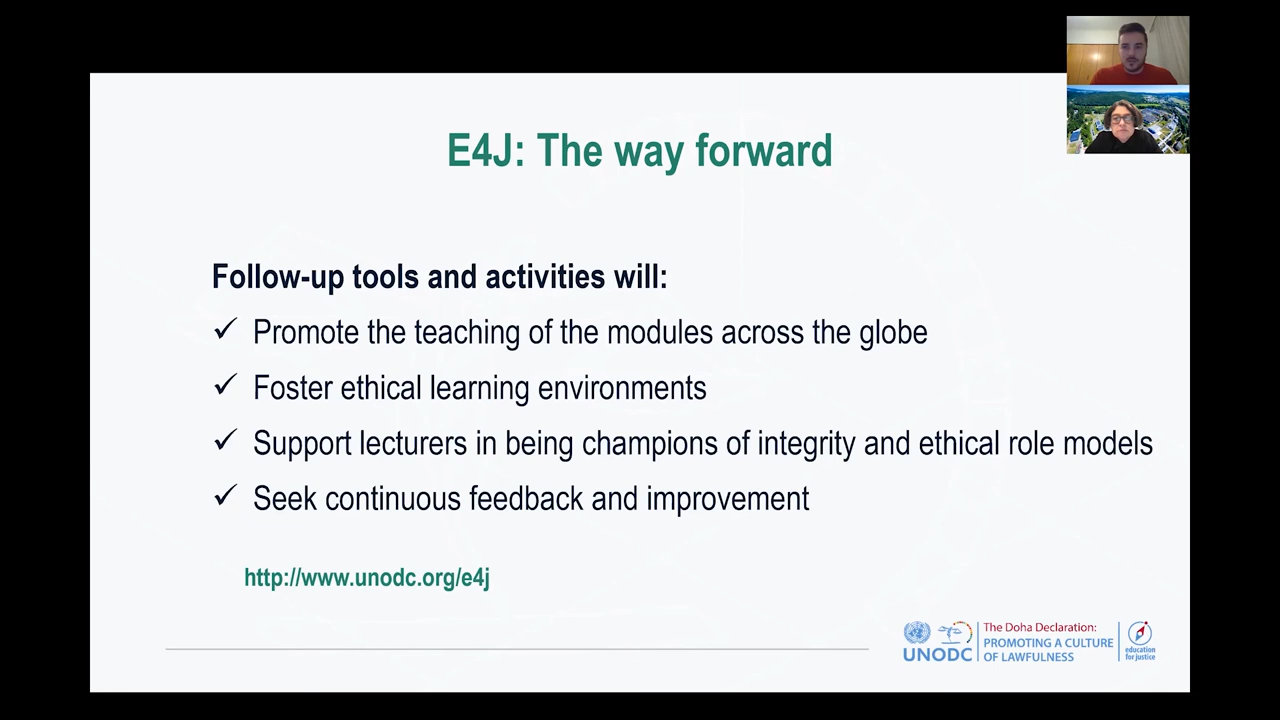 E4J: The way forward
Follow-up tools and activities will:
✓ Promote the teaching of the modules across the globe
✓ Foster ethical learning environments
✓ Support lecturers in being champions of integrity and ethical role models
✓ Seek continuous feedback and improvement
http://www.unodc.org/e4j
UNODC
The Doha Declaration:
PROMOTING A CULTURE
OF LAWFULNESS
education
for justice